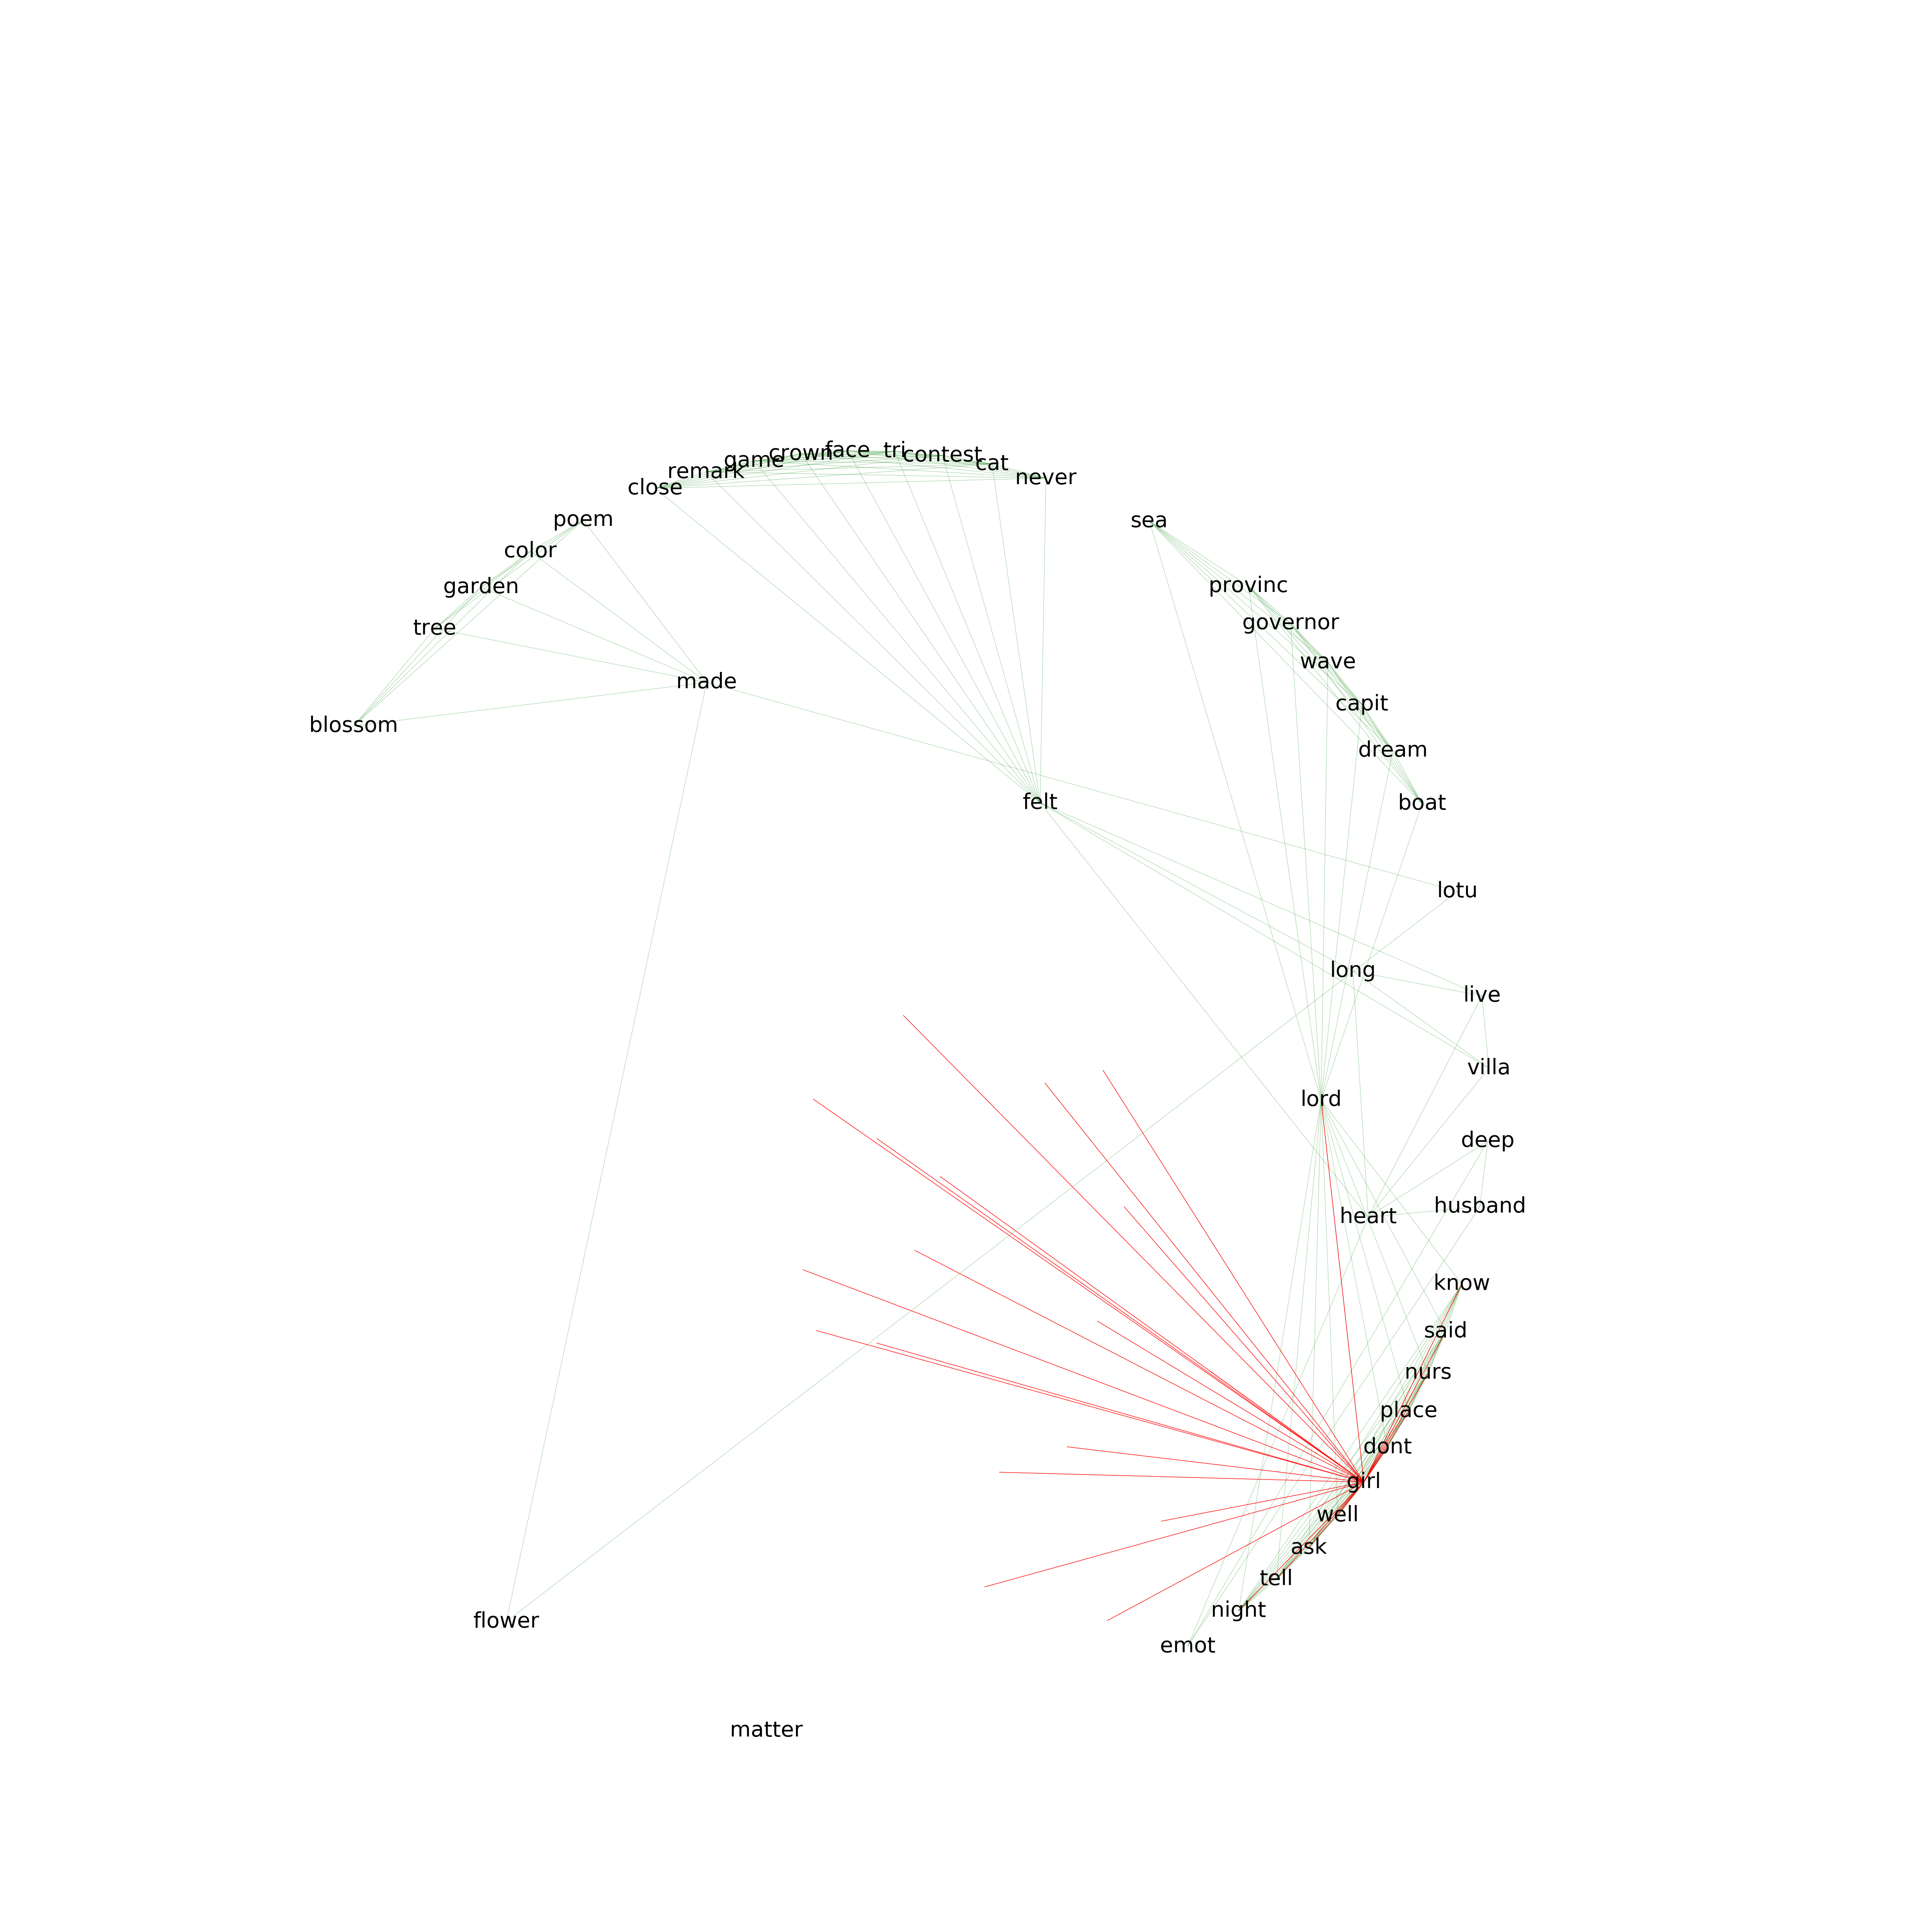 face
tri
crown
contest
game
cat
remark
never
close
poem
sea
color
provinc
garden
governor
tree
wave
made
capit
blossom
dream
felt
boat
lotu
long
live
villa
lord
deep
husband
heart
know
said
nurs
place
dont
girl
well
ask
tell
night
flower
emot
matter